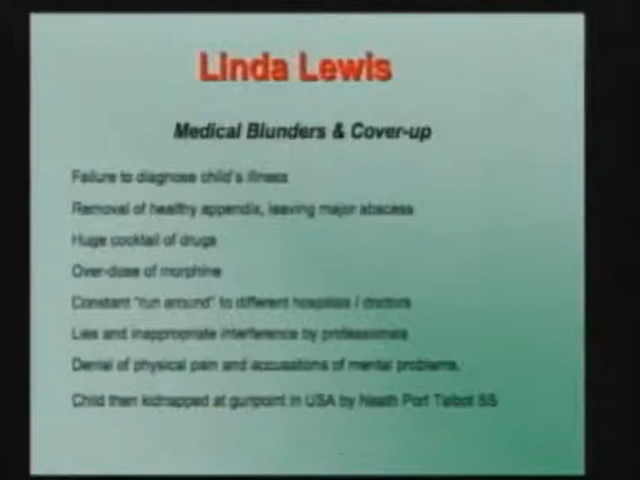 Linda Lewis
Medical Blunders & Cover-up
Failure to diagnose child's illness
Removal of healthy appendix, leaving major abscess
Huge cocktail of drugs
Over-dose of morphine
Constant "run around" to different hospitals / doctors
Lies and inappropriate interference by professionals
Denial of physical pain and accusations of mental problems.
Child then kidnapped at gunpoint in USA by Neath Port Talbot SS